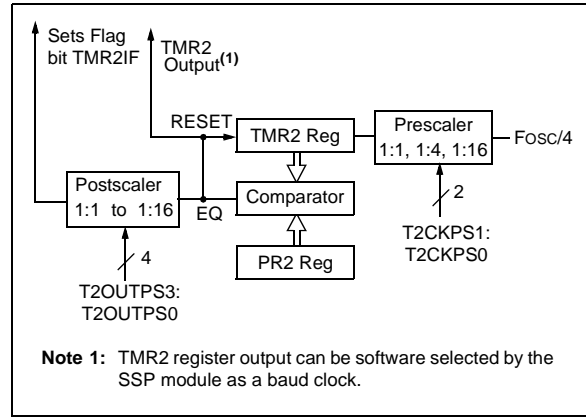 Sets Flag
bit TMR2IF
TMR2
Output(1)
RESET
TMR2 Reg
Prescaler
1:1, 1:4, 1:16
FOSC/4
Postscaler
1:1 to 1:16
EQ
Comparator
2
4
PR2 Reg
T2CKPS1:
T2CKPS0
T2OUTPS3:
T2OUTPS0
Note 1: TMR2 register output can be software selected by the
SSP module as a baud clock.